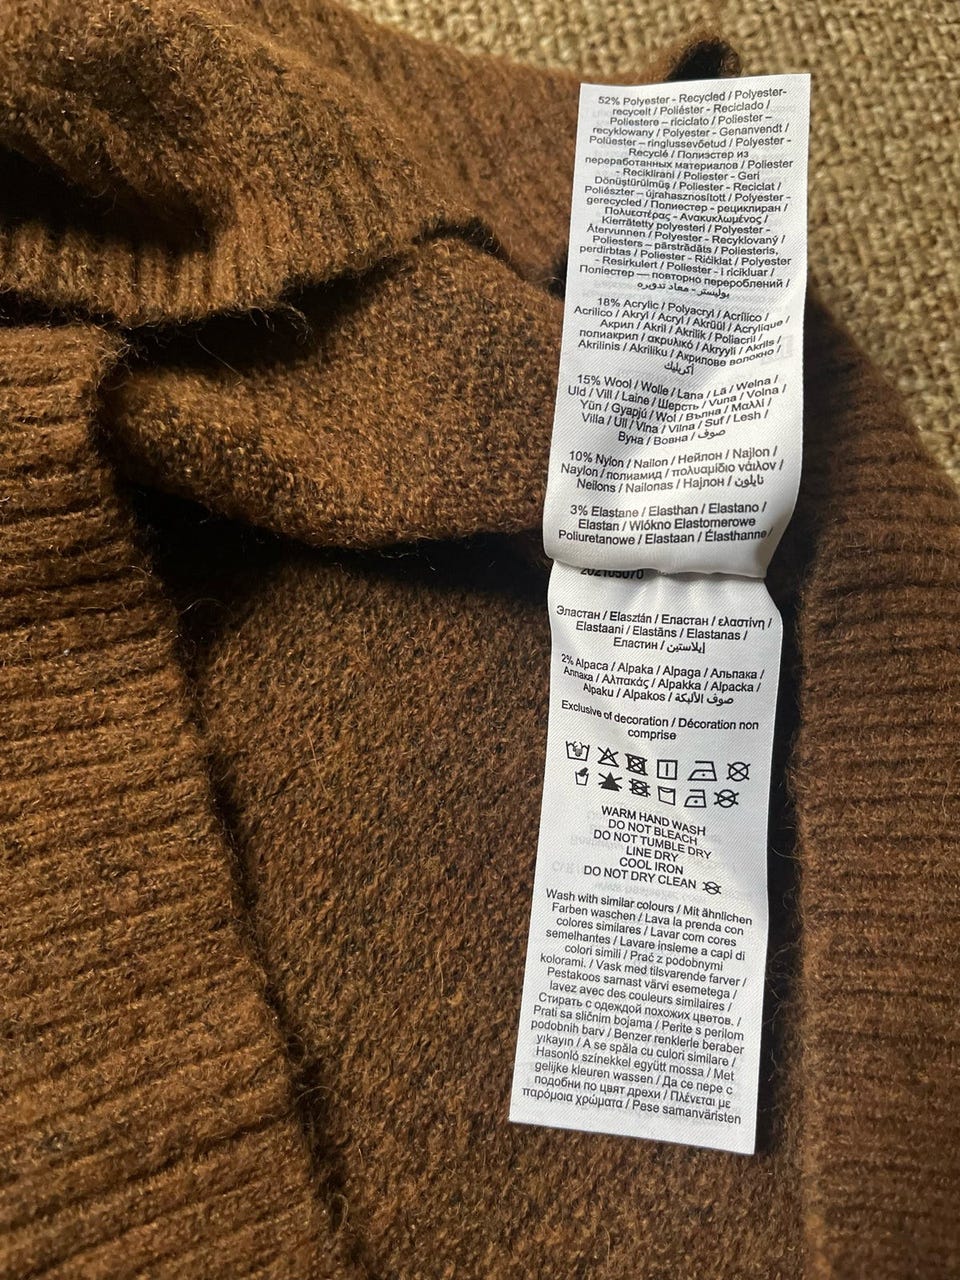 52% Polyester - Recycled / Polyester-
recycelt / Poliéster - Reciclado /
Poliestere – riciclato / Poliester –
recyklowany / Polyester - Genanvendt /
Polüester – ringlussevõetud / Polyester -
Recyclé / Полиэстер из
переработанных материалов / Poliester
- Reciklirani / Poliester - Geri
Dönüştürülmüş / Poliester - Reciclat /
Poliészter – újrahasznosított / Polyester -
gerecycled / Полиестер - рециклиран /
Πολυεστέρας - Ανακυκλωμένος /
Kierrätetty polyesteri / Polyester -
Återvunnen / Polyester - Recyklovaný /
Poliesters – pārstrādāts / Poliesteris,
perdirbtas / Poliester - Riċiklat / Polyester
- Resirkulert / Poliester - i ricikluar /
Поліестер — повторно перероблений /
بوليستر - معاد تدويره
18% Acrylic / Polyacryl / Acrílico /
Acrilico / Akryl / Acryl / Akrüül / Acrylique /
Акрил / Akril / Akrilik / Poliacril /
полиакрил / ακρυλικό / Akryyli / Akrils /
Akrilinis / Akriliku / Акрилове волокно /
أكريليك
15% Wool / Wolle / Lana / Lã / Wełna /
Uld / Vill / Laine / Шерсть / Vuna / Volna /
Yün / Gyapjú / Wol / Вълна / Μαλλί /
Villa / Ull / Vlna / Vilna / Suf / Lesh /
Вуна / Вовна / صوف
10% Nylon / Nailon / Нейлон / Najlon /
Naylon / полиамид / πολυαμίδιο νάιλον /
Neilons / Nailonas / Најлон / نايلون
3% Elastane / Elasthan / Elastano /
Elastan / Włókno Elastomerowe
Poliuretanowe / Elastaan / Élasthanne /
202105070
Эластан / Elasztán / Еластан / ελαστίνη /
Elastaani / Elastāns / Elastanas /
Еластин / إيلاستين
2% Alpaca / Alpaka / Alpaga / Альпака /
Алпака / Αλπακάς / Alpakka / Alpacka /
Alpaku / Alpakos / صوف الألبكة
Exclusive of decoration / Décoration non
comprise
WARM HAND WASH
DO NOT BLEACH
DO NOT TUMBLE DRY
LINE DRY
COOL IRON
DO NOT DRY CLEAN
Wash with similar colours / Mit ähnlichen
Farben waschen / Lava la prenda con
colores similares / Lavar com cores
semelhantes / Lavare insieme a capi di
colori simili / Prać z podobnymi
kolorami. / Vask med tilsvarende farver /
Pestakoos sarnast värvi esemetega /
lavez avec des couleurs similaires /
Стирать с одеждой похожих цветов. /
Prati sa sličnim bojama / Perite s perilom
podobnih barv / Benzer renklerle beraber
yıkayın / A se spăla cu culori similare /
Hasonló színekkel együtt mossa / Met
gelijke kleuren wassen / Да се пере с
подобни по цвят дрехи / Πλένεται με
παρόμοια χρώματα / Pese samanväristen